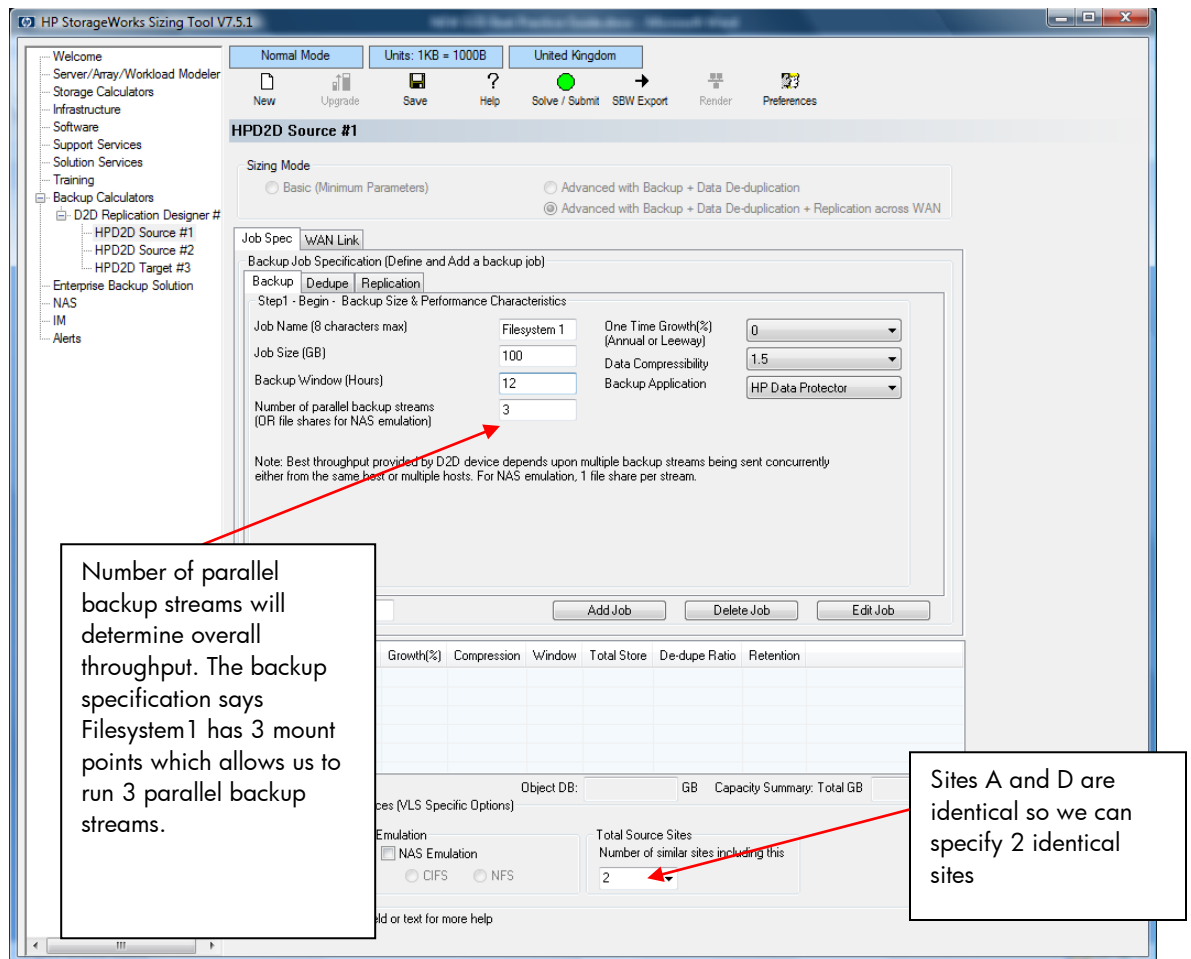 HP StorageWorks Sizing Tool V7.5.1
Welcome
Server/Array/Workload Modeler
Storage Calculators
Infrastructure
Software
Support Services
Solution Services
Training
Backup Calculators
D2D Replication Designer #
HPD2D Source #1
HPD2D Source #2
HPD2D Target #3
Enterprise Backup Solution
NAS
IM
Alerts
Normal Mode
Units: 1KB = 1000B
United Kingdom
New
Upgrade
Save
Help
Solve / Submit
SBW Export
Render
Preferences
HPD2D Source #1
Sizing Mode
Basic (Minimum Parameters)
Advanced with Backup + Data De-duplication
Advanced with Backup + Data De-duplication + Replication across WAN
Job Spec
WAN Link
Backup Job Specification (Define and Add a backup job)
Backup
Dedupe
Replication
Step1 - Begin - Backup Size & Performance Characteristics
Job Name (8 characters max)
Filesystem 1
Job Size (GB)
100
Backup Window (Hours)
12
Number of parallel backup streams
(OR file shares for NAS emulation)
3
One Time Growth(%)
(Annual or Leeway)
0
Data Compressibility
1.5
Backup Application
HP Data Protector
Note: Best throughput provided by D2D device depends upon multiple backup streams being sent concurrently
either from the same host or multiple hosts. For NAS emulation, 1 file share per stream.
Add Job
Delete Job
Edit Job
Growth(%)
Compression
Window
Total Store
De-dupe Ratio
Retention
Object DB:
GB
Capacity Summary: Total GB
ces (VLS Specific Options)
Emulation
NAS Emulation
CIFS
NFS
Total Source Sites
Number of similar sites including this
2
eld or text for more help
Number of parallel
backup streams will
determine overall
throughput. The backup
specification says
Filesystem1 has 3 mount
points which allows us to
run 3 parallel backup
streams.
Sites A and D are
identical so we can
specify 2 identical
sites